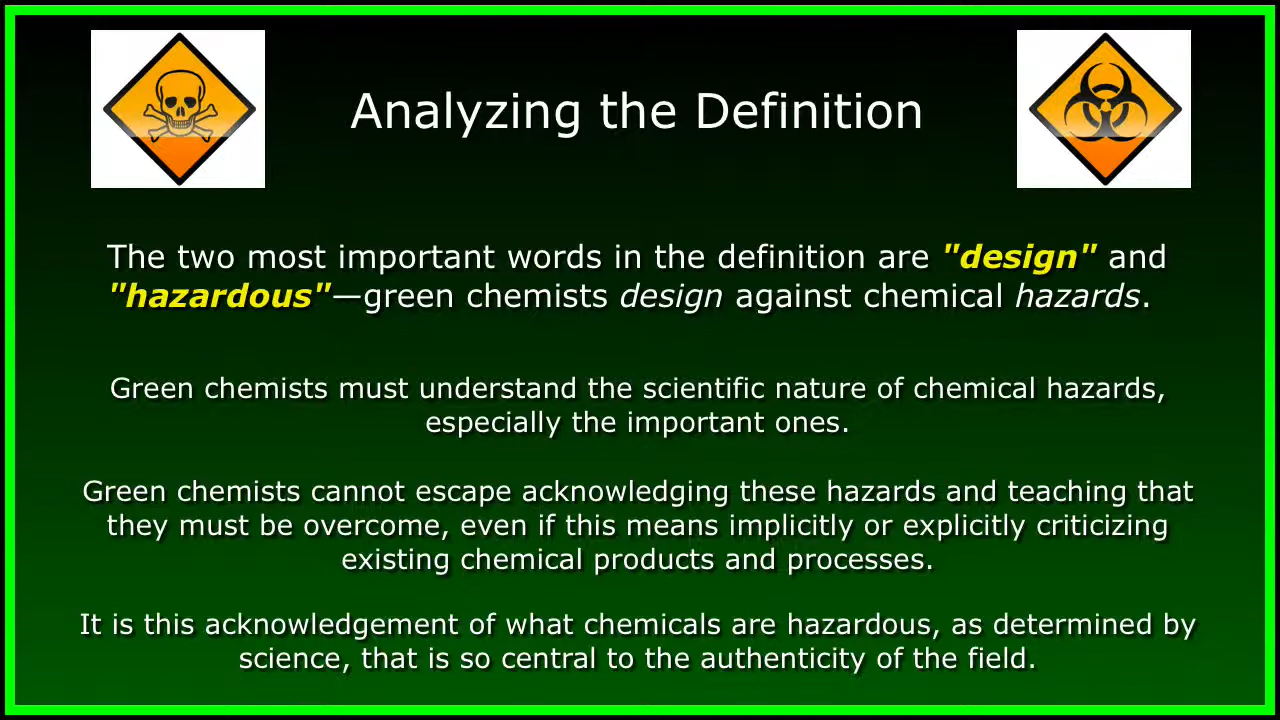 Analyzing the Definition
The two most important words in the definition are "design" and
"hazardous"—green chemists design against chemical hazards.
Green chemists must understand the scientific nature of chemical hazards,
especially the important ones.
Green chemists cannot escape acknowledging these hazards and teaching that
they must be overcome, even if this means implicitly or explicitly criticizing
existing chemical products and processes.
It is this acknowledgement of what chemicals are hazardous, as determined by
science, that is so central to the authenticity of the field.